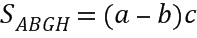 S_{ABGH} = (a − b)c